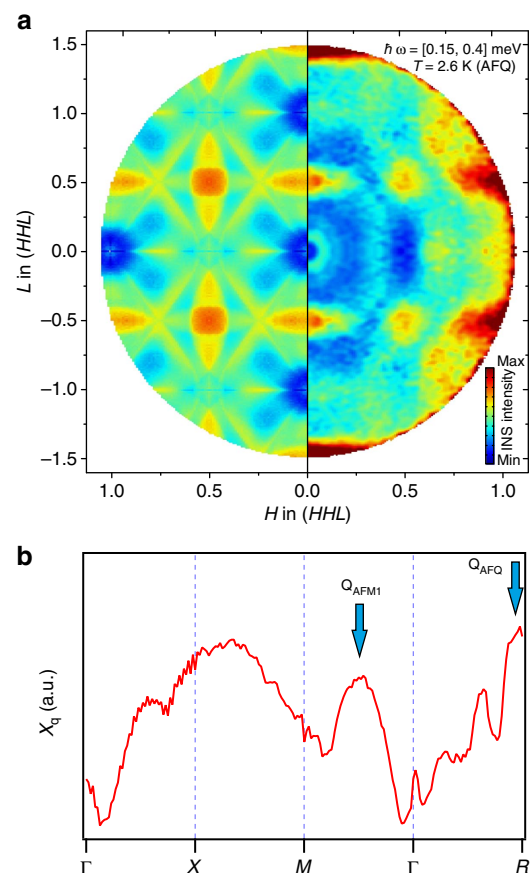 a
ħ ω = [0.15, 0.4] meV
T = 2.6 K (AFQ)
1.5
1.0
0.5
0.0
−0.5
−1.0
−1.5
L in (HHL)
Max
INS intensity
Min
1.0 0.5 0.0 0.5 1.0
H in (HHL)
b
Q_AFM1
Q_AFQ
X_q (a.u.)
Γ X M Γ R